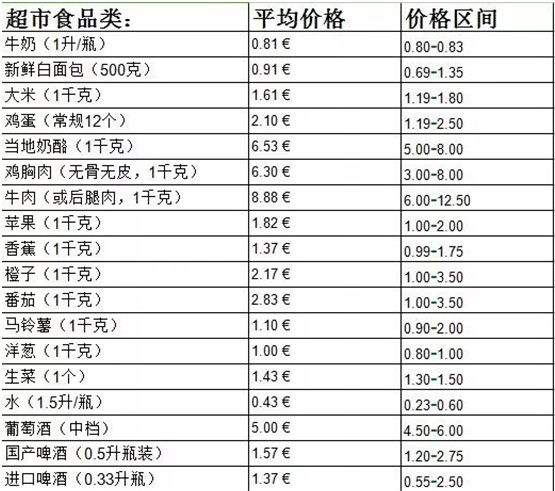 超市食品类： 平均价格 价格区间
牛奶（1升/瓶） 0.81 € 0.80-0.83
新鲜白面包（500克） 0.91 € 0.69-1.35
大米（1千克） 1.61 € 1.19-1.80
鸡蛋（常规12个） 2.10 € 1.19-2.50
当地奶酪（1千克） 6.53 € 5.00-8.00
鸡胸肉（无骨无皮，1千克） 6.30 € 3.00-8.00
牛肉（或后腿肉，1千克） 8.88 € 6.00-12.50
苹果（1千克） 1.82 € 1.00-2.00
香蕉（1千克） 1.37 € 0.99-1.75
橙子（1千克） 2.17 € 1.00-3.50
番茄（1千克） 2.83 € 1.00-3.50
马铃薯（1千克） 1.10 € 0.90-2.00
洋葱（1千克） 1.00 € 0.80-1.00
生菜（1个） 1.43 € 1.30-1.50
水（1.5升/瓶） 0.43 € 0.23-0.60
葡萄酒（中档） 5.00 € 4.50-6.00
国产啤酒（0.5升瓶装） 1.57 € 1.20-2.75
进口啤酒（0.33升瓶） 1.37 € 0.55-2.50